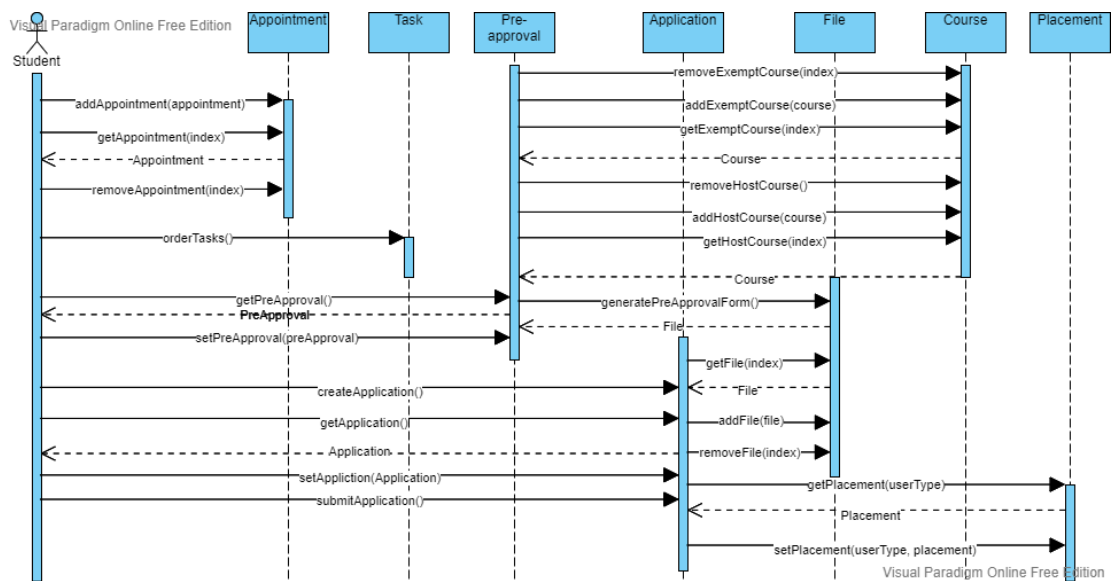 Visual Paradigm Online Free Edition
Student
Appointment
Task
Pre-
approval
Application
File
Course
Placement
removeExemptCourse(index)
addAppointment(appointment)
addExemptCourse(course)
getAppointment(index)
getExemptCourse(index)
Appointment
Course
removeAppointment(index)
removeHostCourse()
addHostCourse(course)
orderTasks()
getHostCourse(index)
Course
getPreApproval()
generatePreApprovalForm()
PreApproval
File
setPreApproval(preApproval)
getFile(index)
createApplication()
File
getApplication()
addFile(file)
Application
removeFile(index)
setAppliction(Application)
getPlacement(userType)
submitApplication()
Placement
setPlacement(userType, placement)
Visual Paradigm Online Free Edition